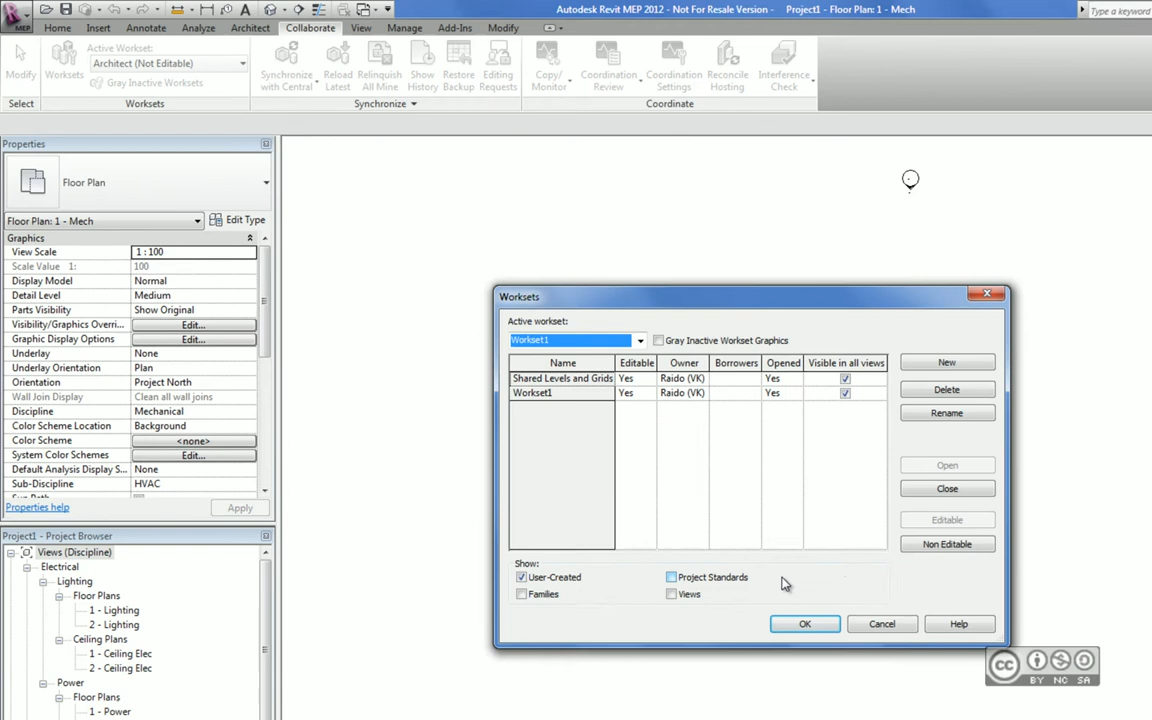 Autodesk Revit MEP 2012 - Not For Resale Version - Project1 - Floor Plan: 1 - Mech
Type a keyword
MEP
Home Insert Annotate Analyze Architect Collaborate View Manage Add-Ins Modify
Modify
Worksets
Active Workset:
Architect (Not Editable)
Gray Inactive Worksets
Synchronize with Central
Reload Latest
Relinquish All Mine
Show History
Restore Backup
Editing Requests
Copy/ Monitor
Coordination Review
Coordination Settings
Reconcile Hosting
Interference Check
Select Worksets Synchronize Coordinate
Properties
Floor Plan
Floor Plan: 1 - Mech Edit Type
Graphics
View Scale 1 : 100
Scale Value 1: 100
Display Model Normal
Detail Level Medium
Parts Visibility Show Original
Visibility/Graphics Overri... Edit...
Graphic Display Options Edit...
Underlay None
Underlay Orientation Plan
Orientation Project North
Wall Join Display Clean all wall joins
Discipline Mechanical
Color Scheme Location Background
Color Scheme <none>
System Color Schemes Edit...
Default Analysis Display S... None
Sub-Discipline HVAC
Properties help Apply
Project1 - Project Browser
Views (Discipline)
Electrical
Lighting
Floor Plans
1 - Lighting
2 - Lighting
Ceiling Plans
1 - Ceiling Elec
2 - Ceiling Elec
Power
Floor Plans
1 - Power
Worksets
Active workset:
Workset1 Gray Inactive Workset Graphics
Name Editable Owner Borrowers Opened Visible in all views
Shared Levels and Grids Yes Raido (VK) Yes
Workset1 Yes Raido (VK) Yes
New
Delete
Rename
Open
Close
Editable
Non Editable
Show:
User-Created Project Standards
Families Views
OK Cancel Help
cc BY NC SA